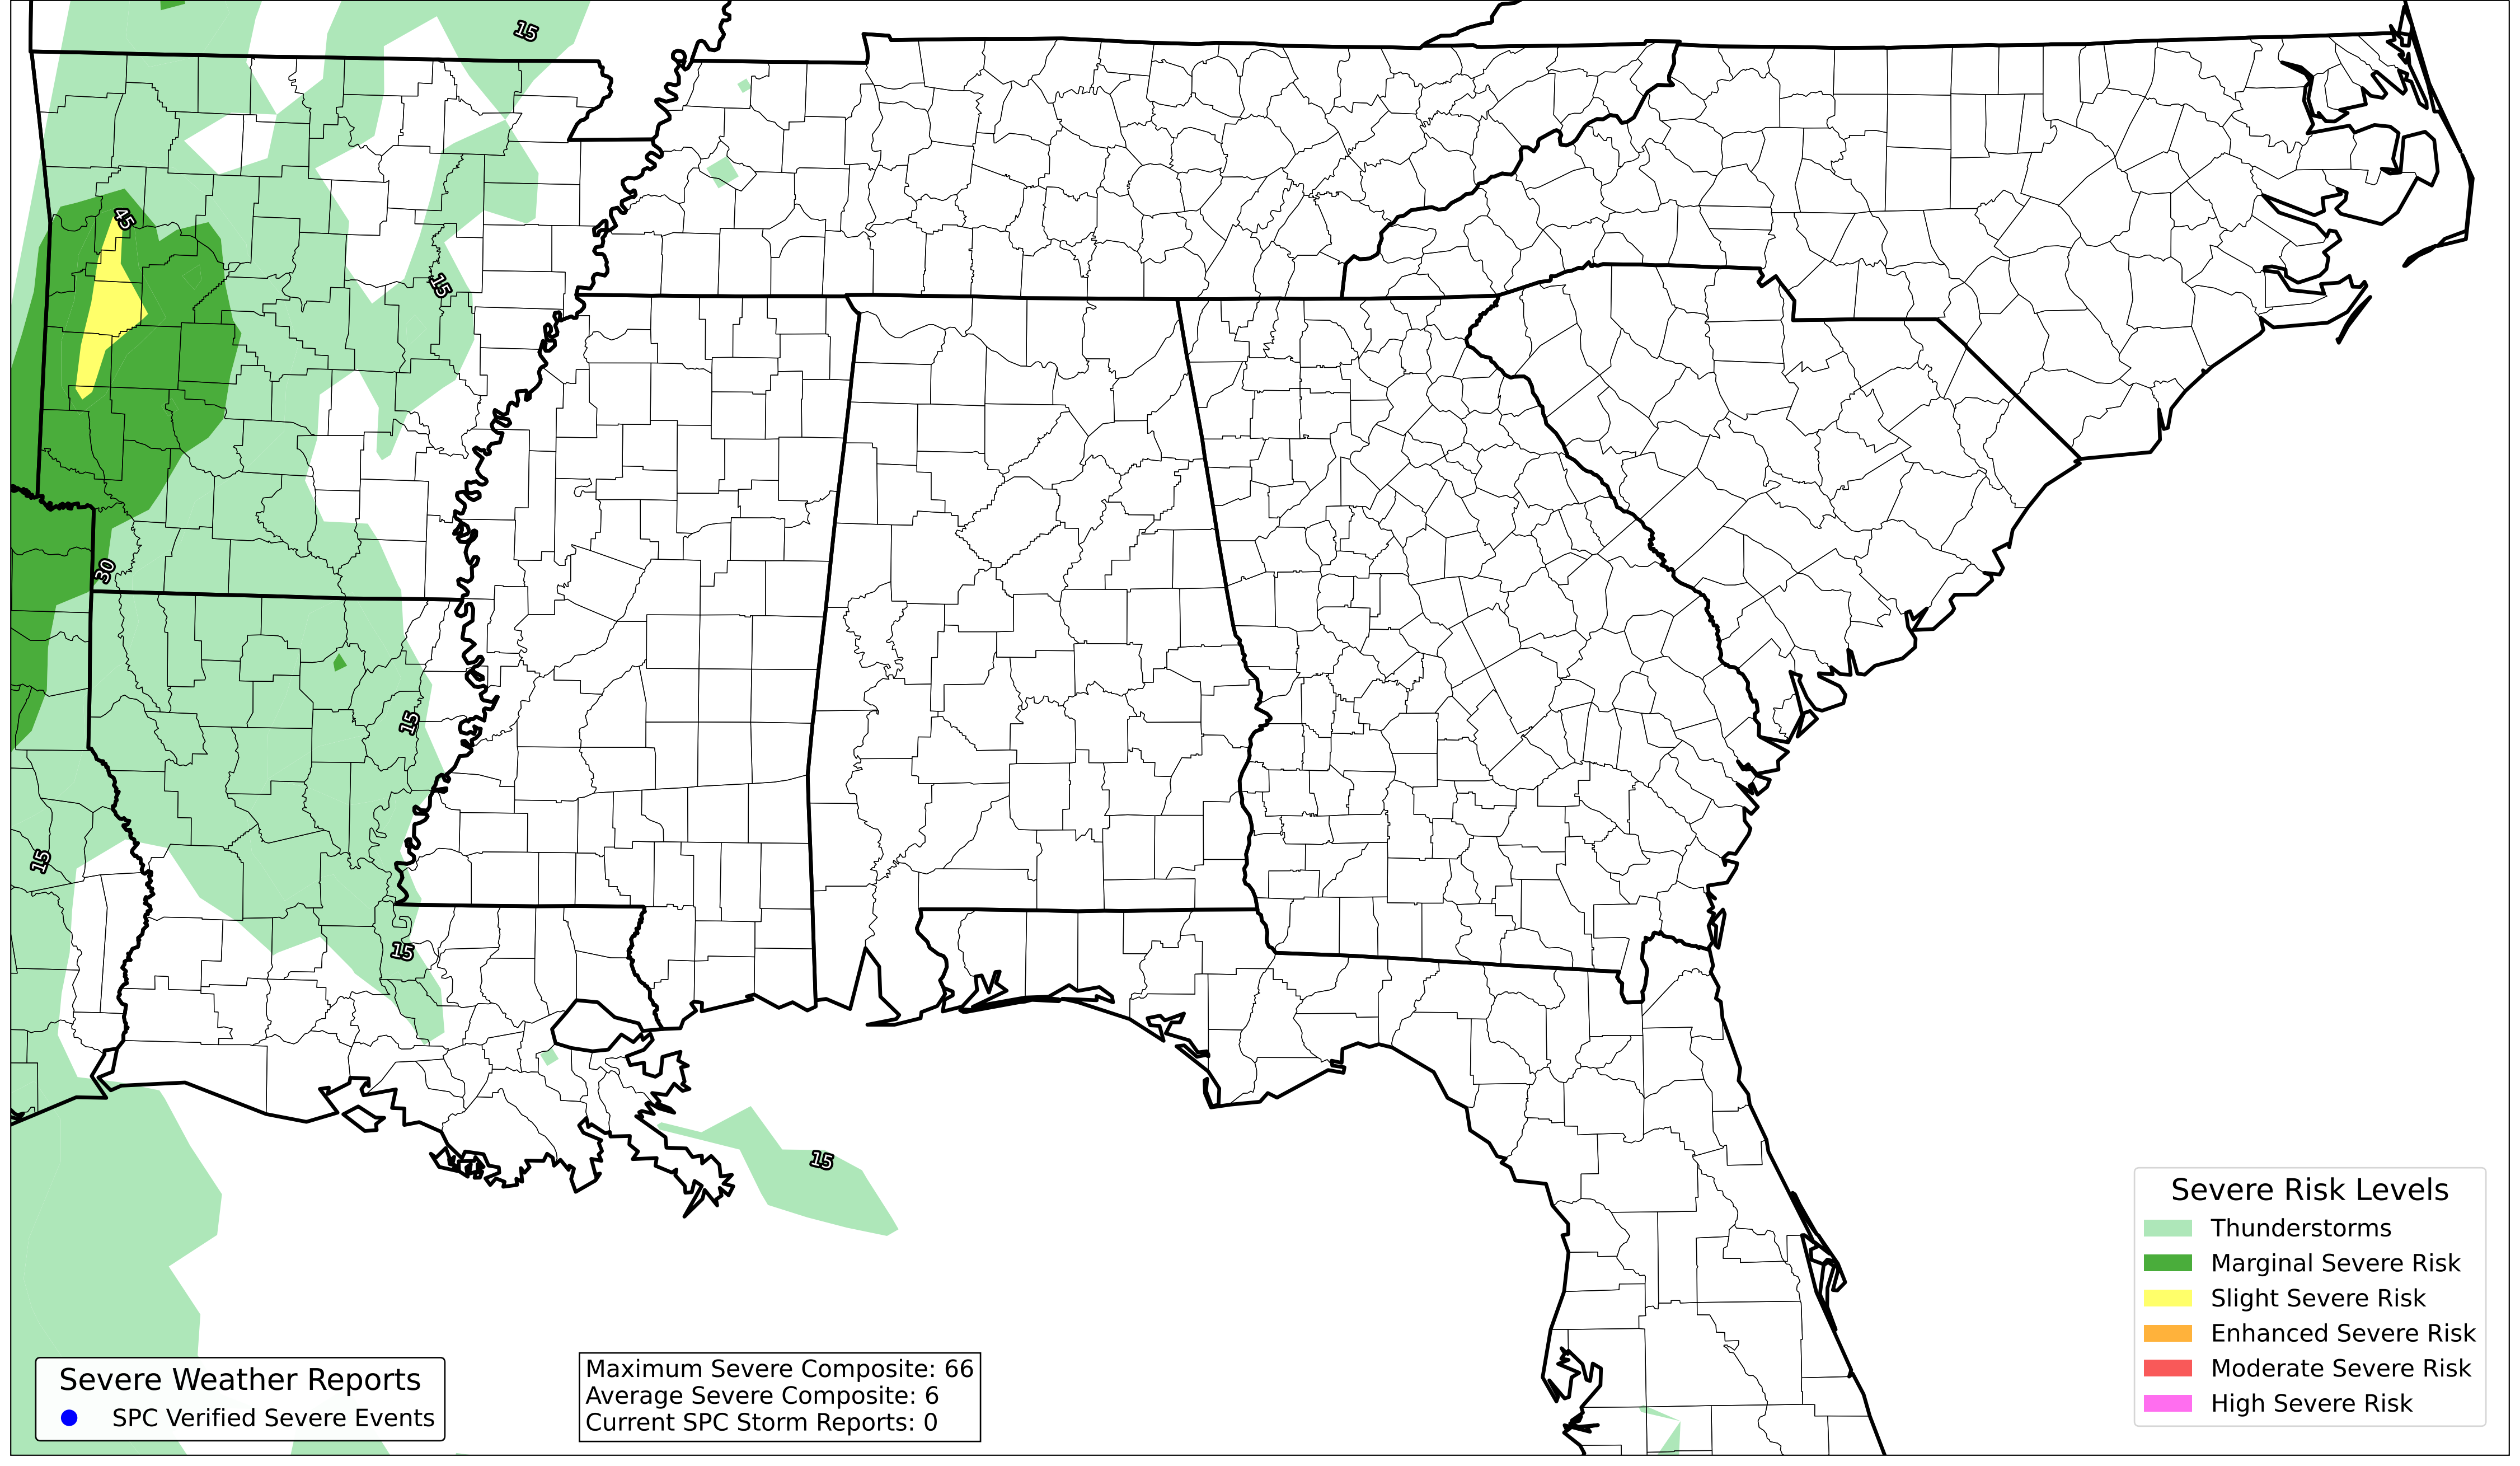 15
45
15
30
15
15
15
15
Severe Risk Levels
Thunderstorms
Marginal Severe Risk
Slight Severe Risk
Enhanced Severe Risk
Moderate Severe Risk
High Severe Risk
Severe Weather Reports
SPC Verified Severe Events
Maximum Severe Composite: 66
Average Severe Composite: 6
Current SPC Storm Reports: 0